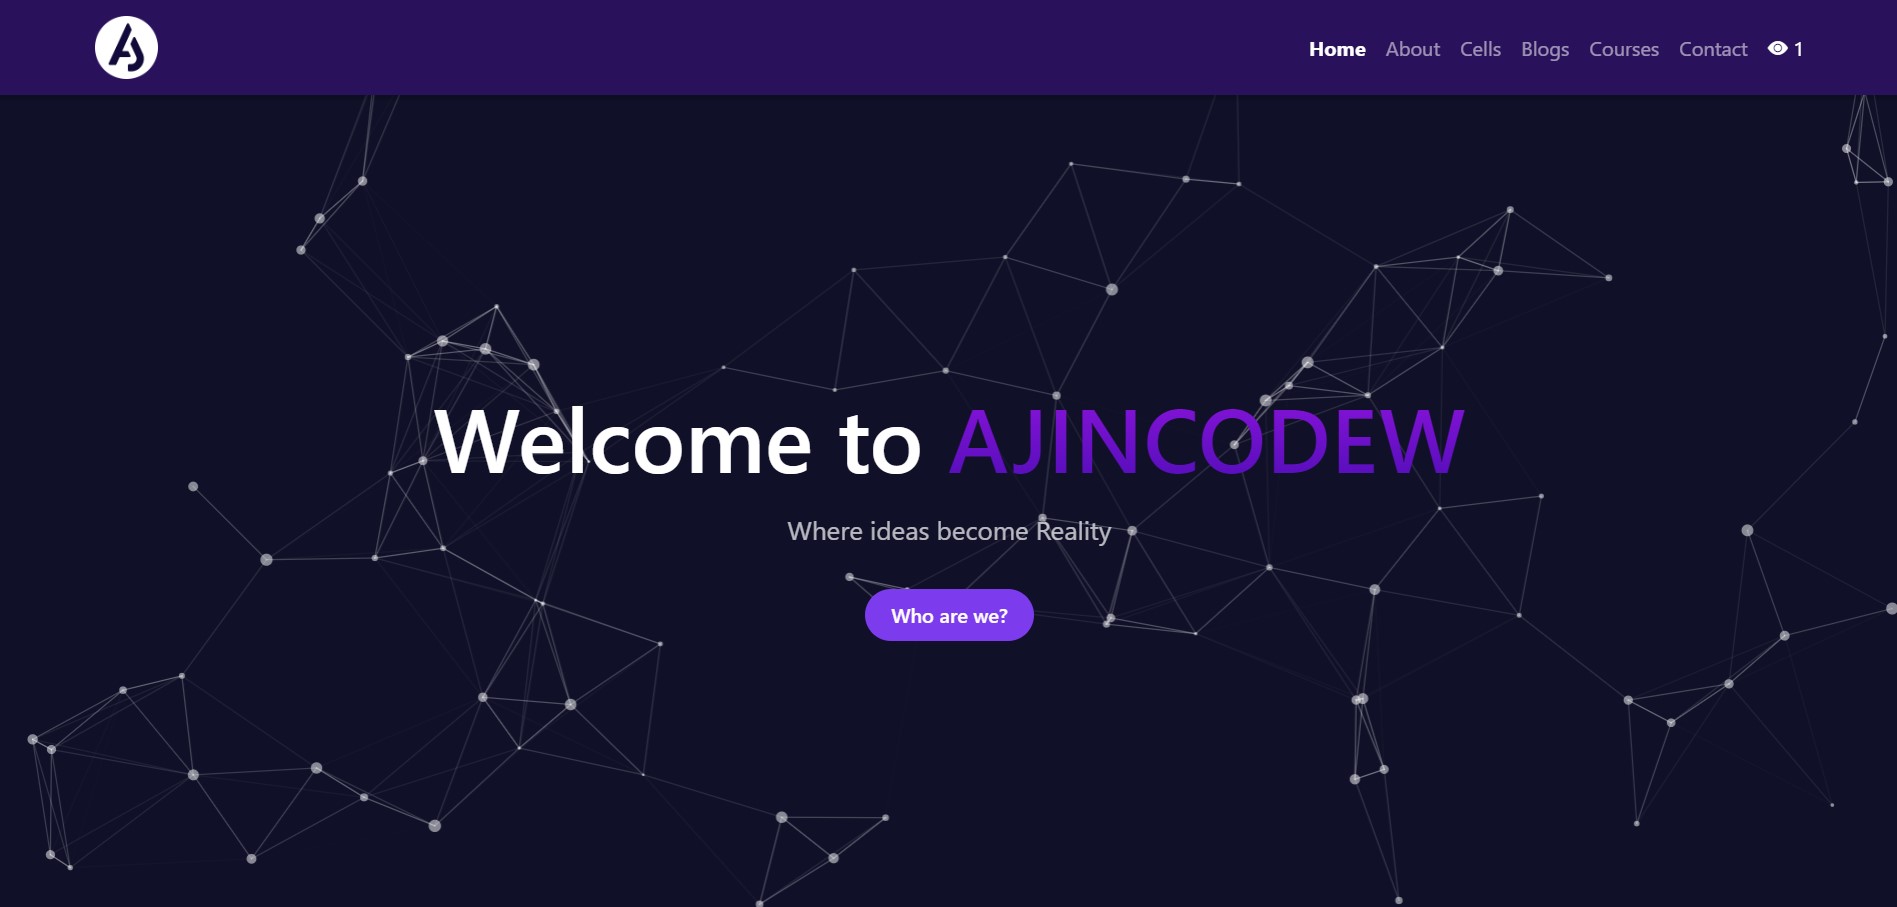 AJ
Home About Cells Blogs Courses Contact 1
Welcome to AJINCODEW
Where ideas become Reality
Who are we?